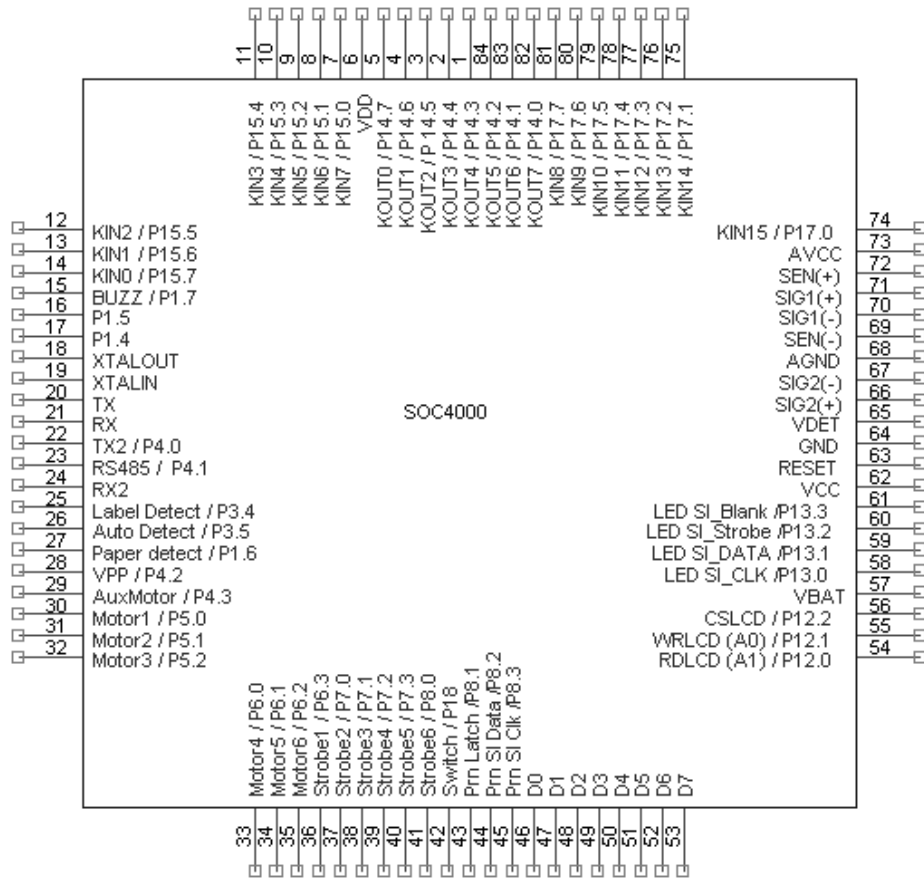 11
10
9
8
7
6
5
4
3
2
1
84
83
82
81
80
79
78
77
76
75
KIN3 / P15.4
KIN4 / P15.3
KIN5 / P15.2
KIN6 / P15.1
KIN7 / P15.0
VDD
KOUT0 / P14.7
KOUT1 / P14.6
KOUT2 / P 14.5
KOUT3 / P14.4
KOUT4 / P14.3
KOUT5 / P14.2
KOUT6 / P14.1
KOUT7 / P14.0
KIN8 / P17.7
KIN9 / P17.6
KIN10 / P17.5
KIN11 / P17.4
KIN12 / P17.3
KIN13 / P17.2
KIN14 / P17.1
12 KIN2 / P15.5
13 KIN1 / P15.6
14 KIN0 / P15.7
15 BUZZ / P1.7
16 P1.5
17 P1.4
18 XTALOUT
19 XTALIN
20 TX
21 RX
22 TX2 / P4.0
23 RS485 / P4.1
24 RX2
25 Label Detect / P3.4
26 Auto Detect / P3.5
27 Paper detect / P1.6
28 VPP / P4.2
29 AuxMotor / P4.3
30 Motor1 / P5.0
31 Motor2 / P5.1
32 Motor3 / P5.2
SOC4000
KIN15 / P17.0 74
AVCC 73
SEN(+) 72
SIG1(+) 71
SIG1(-) 70
SEN(-) 69
AGND 68
SIG2(-) 67
SIG2(+) 66
VDET 65
GND 64
RESET 63
VCC 62
LED SI_Blank /P13.3 61
LED SI_Strobe /P13.2 60
LED SI_DATA /P13.1 59
LED SI_CLK /P13.0 58
VBAT 57
CSLCD / P12.2 56
WRLCD (A0) / P12.1 55
RDLCD (A1) / P12.0 54
Motor4 / P6.0
Motor5 / P6.1
Motor6 / P6.2
Strobe1 / P6.3
Strobe2 / P7.0
Strobe3 / P7.1
Strobe4 / P7.2
Strobe5 / P7.3
Strobe6 / P8.0
Switch / P18
Prn Latch /P8.1
Prn SI Data /P8.2
Prn SI Clk / P8.3
D0
D1
D2
D3
D4
D5
D6
D7
33
34
35
36
37
38
39
40
41
42
43
44
45
46
47
48
49
50
51
52
53